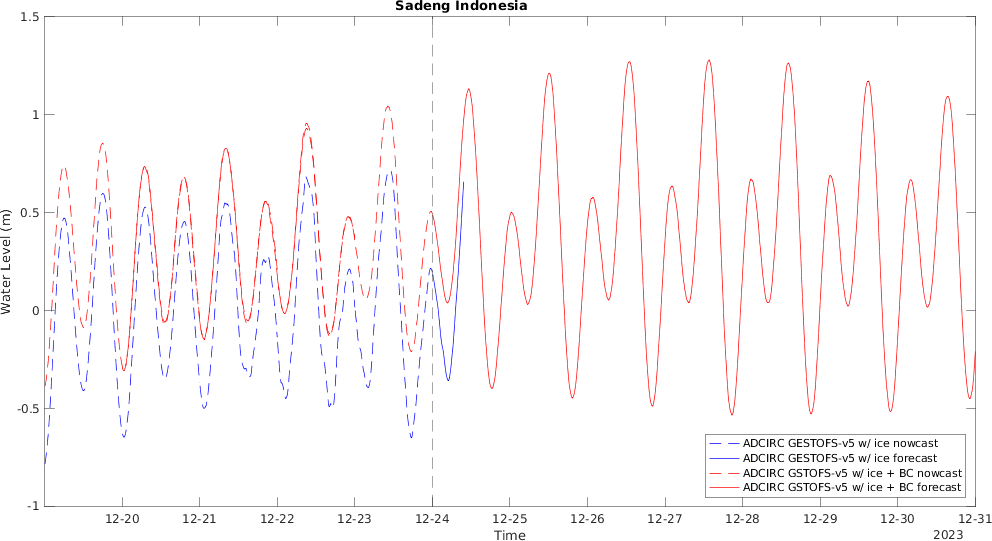 Sadeng Indonesia
1.5
1
0.5
0
-0.5
-1
Water Level (m)
12-20 12-21 12-22 12-23 12-24 12-25 12-26 12-27 12-28 12-29 12-30 12-31
Time
2023
ADCIRC GESTOFS-v5 w/ ice nowcast
ADCIRC GESTOFS-v5 w/ ice forecast
ADCIRC GSTOFS-v5 w/ ice + BC nowcast
ADCIRC GSTOFS-v5 w/ ice + BC forecast